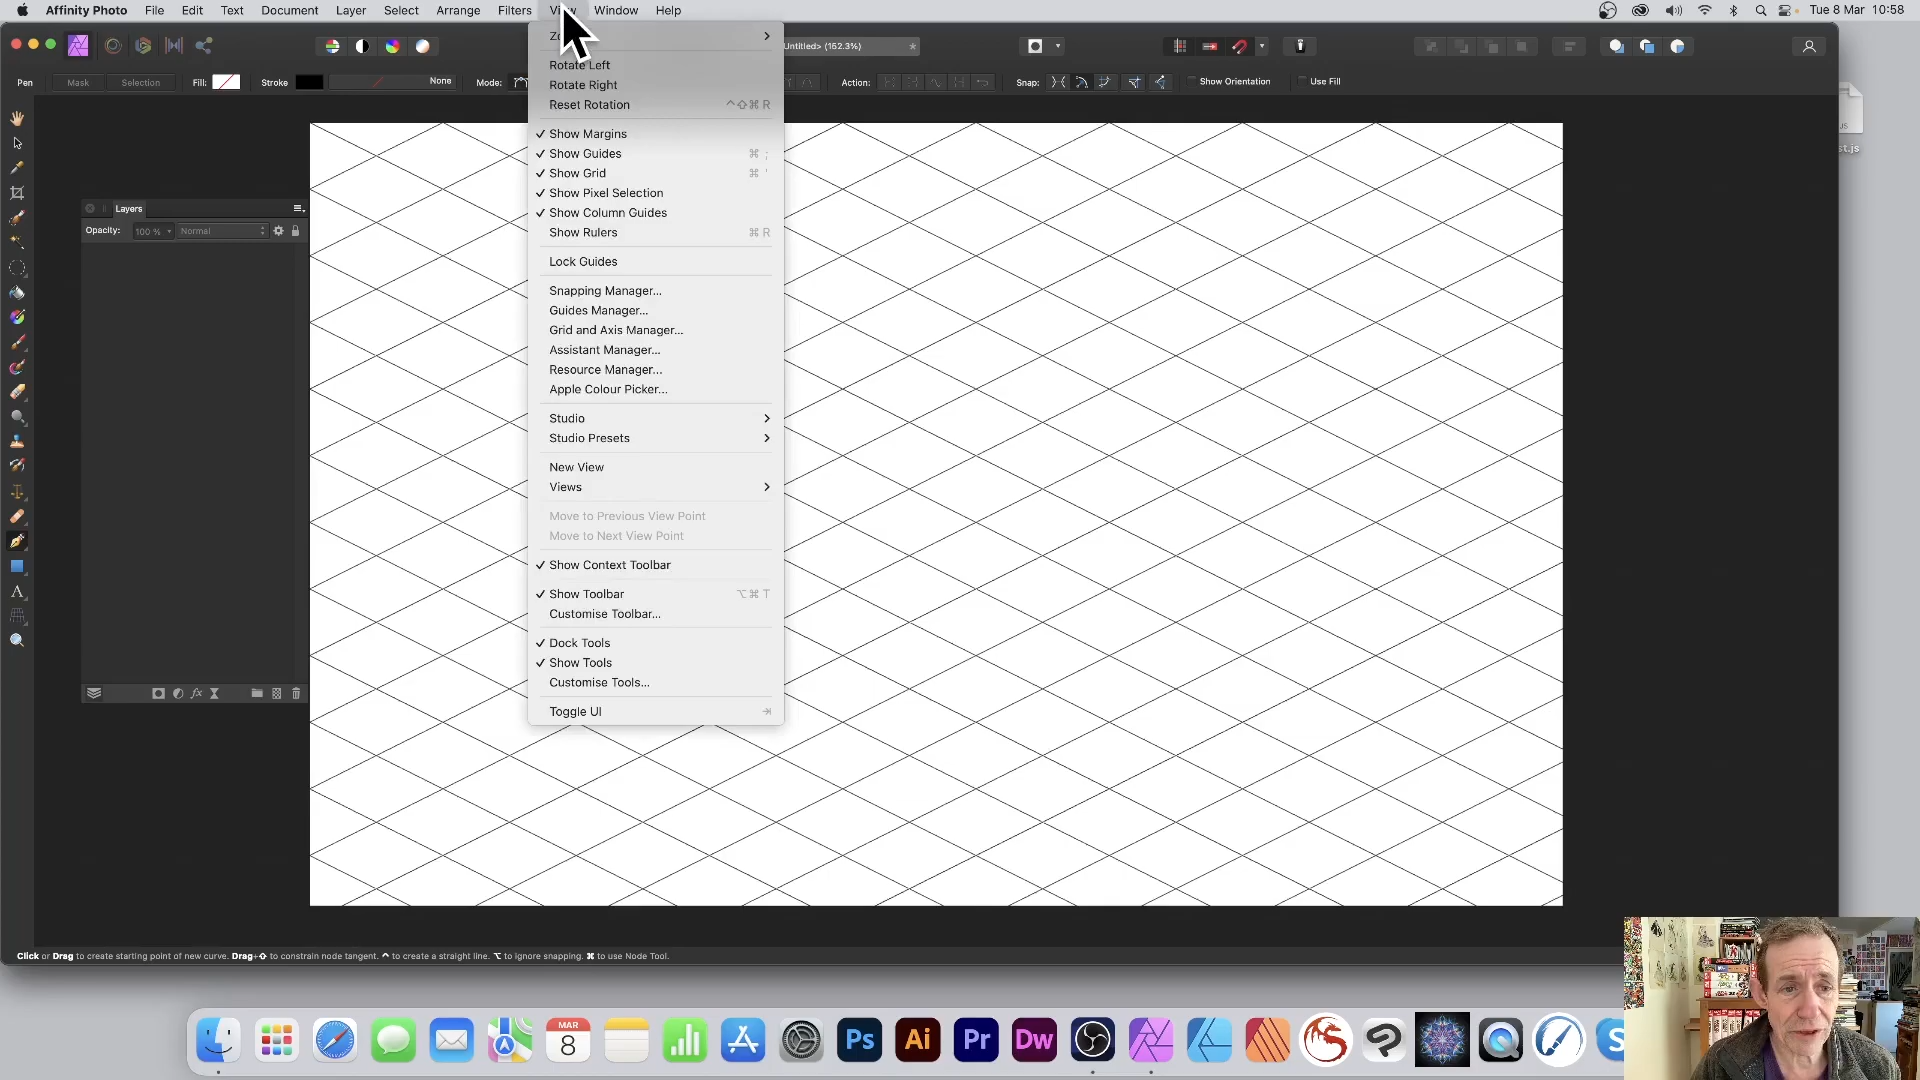 Affinity Photo File Edit Text Document Layer Select Arrange Filters View Window Help Tue 8 Mar 10:58
Untitled> (152.3%)
Pen Mask Selection Fill: Stroke None Mode: Action: Snap: Show Orientation Use Fill
Rotate Left
Rotate Right
Reset Rotation ^⇧⌘ R
Show Margins
Show Guides ⌘ ;
Show Grid ⌘ '
Show Pixel Selection
Show Column Guides
Show Rulers ⌘ R
Lock Guides
Snapping Manager...
Guides Manager...
Grid and Axis Manager...
Assistant Manager...
Resource Manager...
Apple Colour Picker...
Studio
Studio Presets
New View
Views
Move to Previous View Point
Move to Next View Point
Show Context Toolbar
Show Toolbar ⌥⌘ T
Customise Toolbar...
Dock Tools
Show Tools
Customise Tools...
Toggle UI
Layers
Opacity: 100 % Normal
st.js
Click or Drag to create starting point of new curve. Drag+⇧ to constrain node tangent. ^ to create a straight line. ⌥ to ignore snapping. ⌘ to use Node Tool.
MAR
8
Ps Ai Pr Dw S